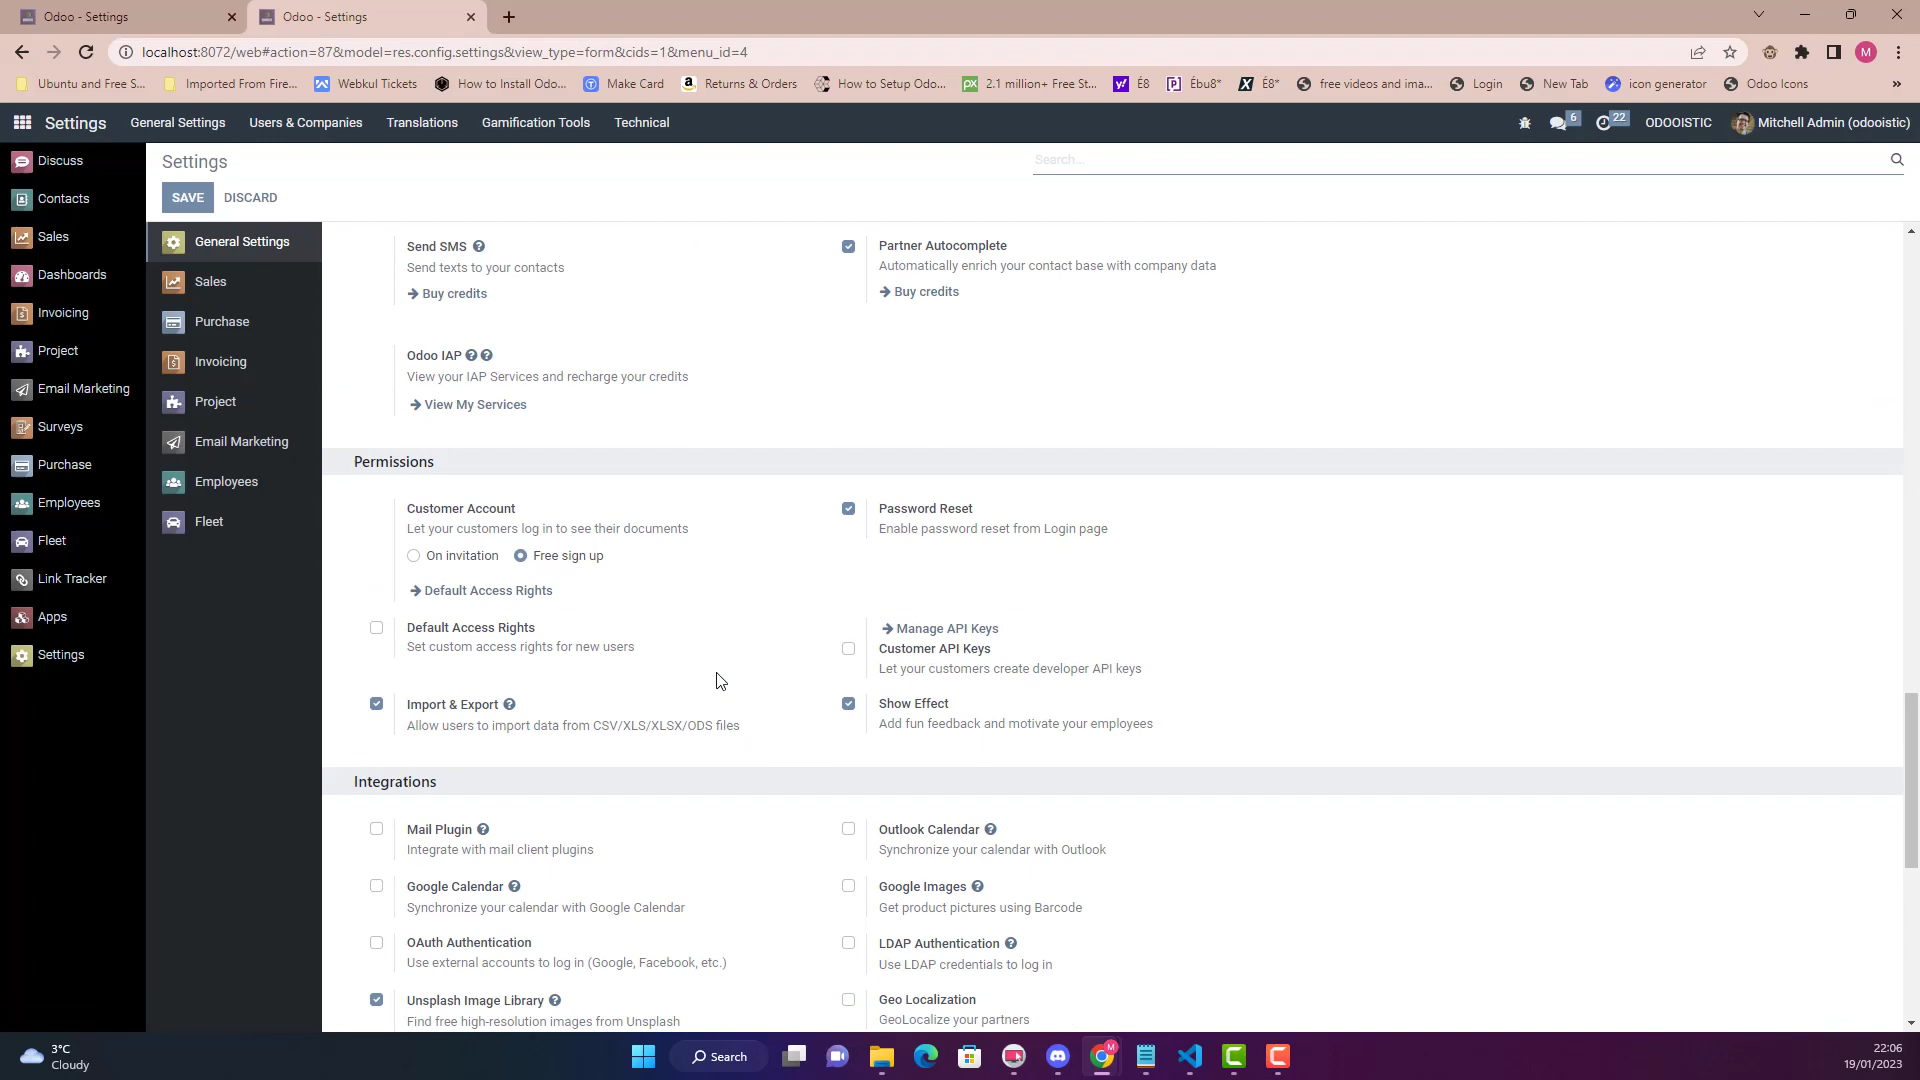 Odoo - Settings
Odoo - Settings
localhost:8072/web#action=87&model=res.config.settings&view_type=form&cids=1&menu_id=4
M
Ubuntu and Free S...
Imported From Fire...
Webkul Tickets
How to Install Odo...
Make Card
Returns & Orders
How to Setup Odo...
2.1 million+ Free St...
É8
Ébu8*
É8*
free videos and ima...
Login
New Tab
icon generator
Odoo Icons
»
Settings
General Settings
Users & Companies
Translations
Gamification Tools
Technical
6
22
ODOOISTIC
Mitchell Admin (odooistic)
Discuss
Contacts
Sales
Dashboards
Invoicing
Project
Email Marketing
Surveys
Purchase
Employees
Fleet
Link Tracker
Apps
Settings
Settings
Search...
SAVE
DISCARD
General Settings
Sales
Purchase
Invoicing
Project
Email Marketing
Employees
Fleet
Send SMS
Send texts to your contacts
Buy credits
Partner Autocomplete
Automatically enrich your contact base with company data
Buy credits
Odoo IAP
View your IAP Services and recharge your credits
View My Services
Permissions
Customer Account
Let your customers log in to see their documents
On invitation
Free sign up
Default Access Rights
Password Reset
Enable password reset from Login page
Default Access Rights
Set custom access rights for new users
Manage API Keys
Customer API Keys
Let your customers create developer API keys
Import & Export
Allow users to import data from CSV/XLS/XLSX/ODS files
Show Effect
Add fun feedback and motivate your employees
Integrations
Mail Plugin
Integrate with mail client plugins
Outlook Calendar
Synchronize your calendar with Outlook
Google Calendar
Synchronize your calendar with Google Calendar
Google Images
Get product pictures using Barcode
OAuth Authentication
Use external accounts to log in (Google, Facebook, etc.)
LDAP Authentication
Use LDAP credentials to log in
Unsplash Image Library
Find free high-resolution images from Unsplash
Geo Localization
GeoLocalize your partners
3°C
Cloudy
Search
22:06
19/01/2023